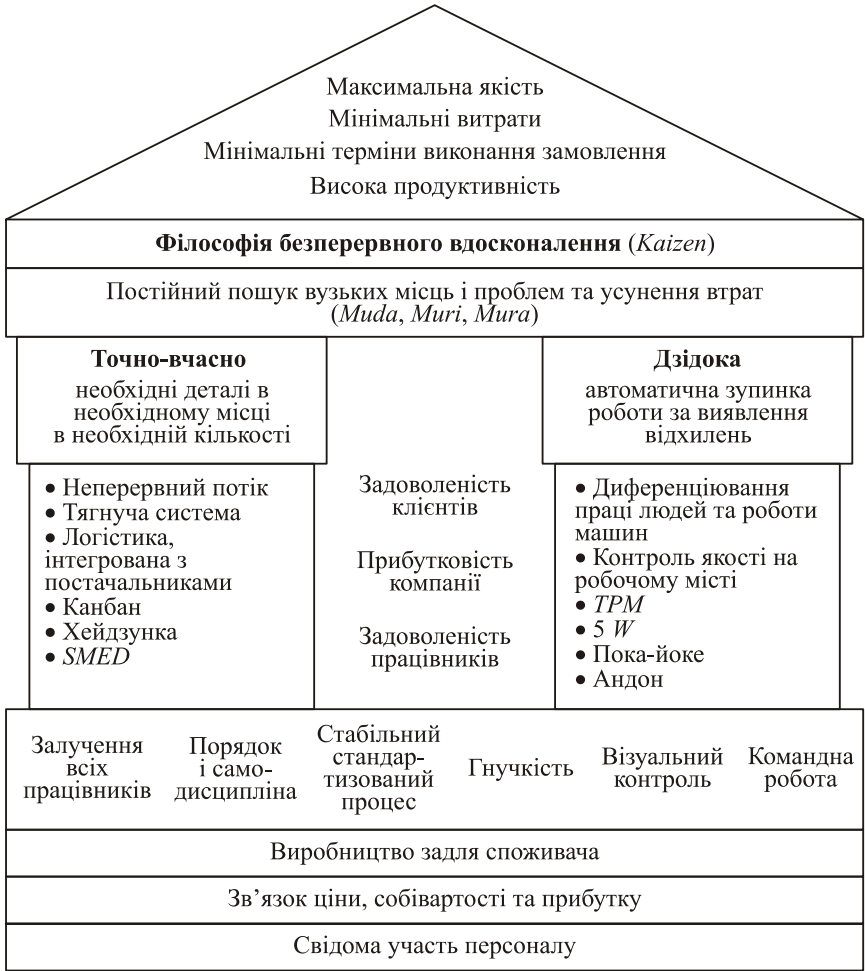 Максимальна якість
Мінімальні витрати
Мінімальні терміни виконання замовлення
Висока продуктивність
Філософія безперервного вдосконалення (Kaizen)
Постійний пошук вузьких місць і проблем та усунення втрат
(Muda, Muri, Mura)
Точно-вчасно
необхідні деталі в
необхідному місці
в необхідній кількості
• Неперервний потік
• Тягнуча система
• Логістика,
інтегрована з
постачальниками
• Канбан
• Хейдзунка
• SMED
Задоволеність
клієнтів
Прибутковість
компанії
Задоволеність
працівників
Дзідока
автоматична зупинка
роботи за виявлення
відхилень
• Диференціювання
праці людей та роботи
машин
• Контроль якості на
робочому місті
• TPM
• 5 W
• Пока-йоке
• Андон
Залучення
всіх
працівників
Порядок
і само-
дисципліна
Стабільний
стандар-
тизований
процес
Гнучкість
Візуальний
контроль
Командна
робота
Виробництво задля споживача
Зв’язок ціни, собівартості та прибутку
Свідома участь персоналу